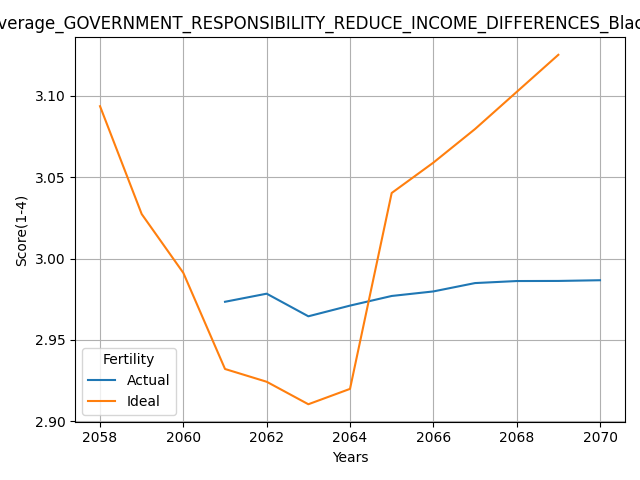 verage_GOVERNMENT_RESPONSIBILITY_REDUCE_INCOME_DIFFERENCES_Blac
3.10
3.05
3.00
2.95
2.90
Score(1-4)
Fertility
Actual
Ideal
2058 2060 2062 2064 2066 2068 2070
Years